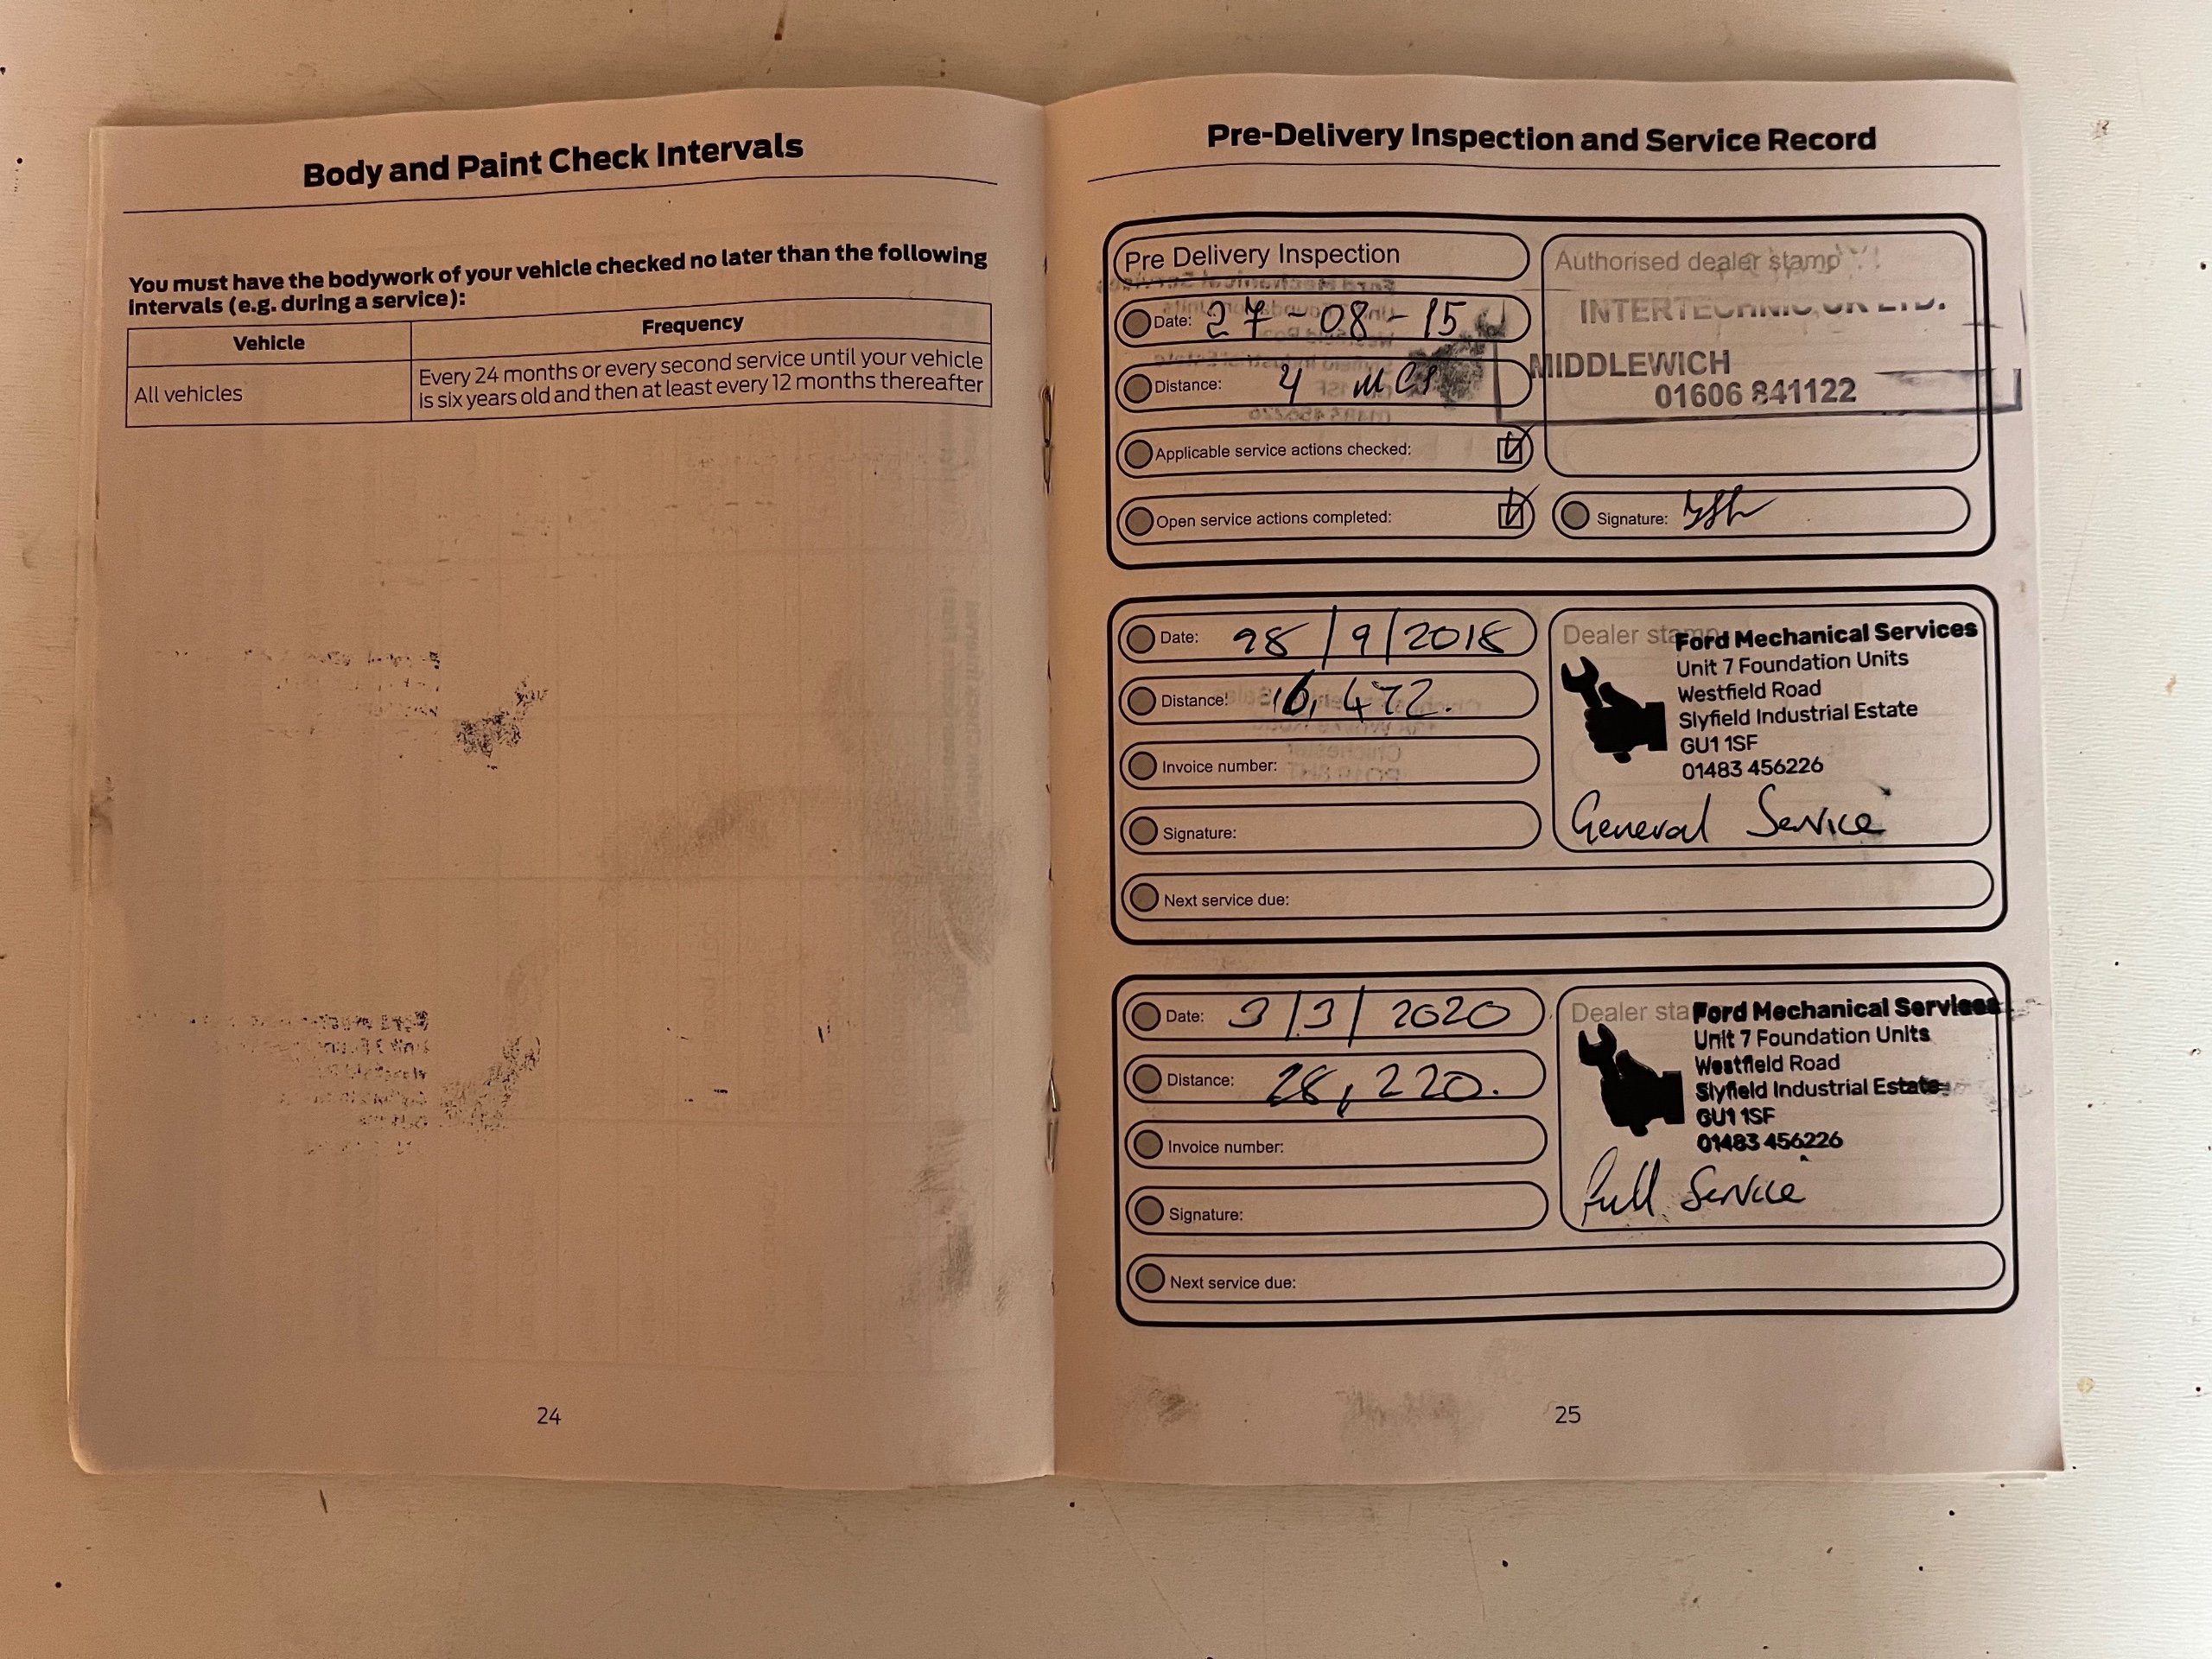 Body and Paint Check Intervals
You must have the bodywork of your vehicle checked no later than the following
intervals (e.g. during a service):
Vehicle
Frequency
All vehicles
Every 24 months or every second service until your vehicle
is six years old and then at least every 12 months thereafter
24
Pre-Delivery Inspection and Service Record
Pre Delivery Inspection
Date: 27-08-15
Distance: 4
Applicable service actions checked:
Open service actions completed:
Authorised dealer stamp
INTERTECHNIC UK LTD.
MIDDLEWICH
01606 841122
Signature:
Date: 28/9/2018
Distance: 16,472.
Invoice number:
Signature:
Next service due:
Dealer stamp
Ford Mechanical Services
Unit 7 Foundation Units
Westfield Road
Slyfield Industrial Estate
GU1 1SF
01483 456226
General Service
Date: 3/3/2020
Distance: 28,220.
Invoice number:
Signature:
Next service due:
Dealer sta
Ford Mechanical Services
Unit 7 Foundation Units
Westfield Road
Slyfield Industrial Estate
GU1 1SF
01483 456226
Full Service
25